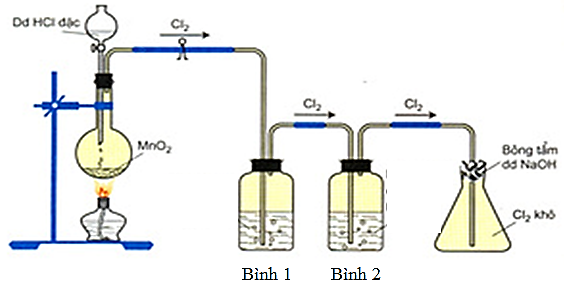 Dd HCl đặc
Cl2
MnO2
Cl2
Cl2
Bông tẩm
dd NaOH
Cl2 khô
Bình 1
Bình 2